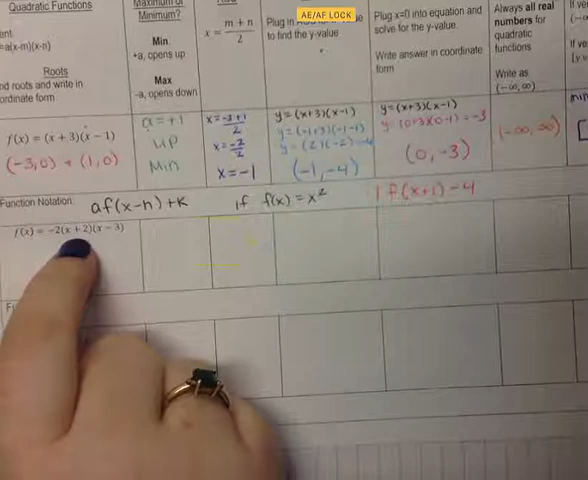 Quadratic Functions
Maximum or
Minimum?
Min.
+a, opens up
Max
-a, opens down
=a(x-m)(x-n)
Roots
nd roots and write in
ordinate form
x = m + n
2
Plug in
to find the y-value
AE/AF LOCK
Plug x=0 into equation and
solve for the y-value.
Write answer in coordinate
form
Always all real
numbers for
quadratic
functions
Write as
(-∞, ∞)
f(x) = (x + 3)(x − 1)
(-3,0) + (1,0)
a = +1
UP
Min
x = -3+1
2
x = -2
2
x = -1
y = (x+3)(x-1)
y = (-1+3)(-1-1)
y = (2)(-2) = -4
(-1, -4)
y = (x+3)(x-1)
y = (0+3)(0-1) = -3
(0, -3)
(-∞, ∞)
[
Function Notation: af(x-h)+k if f(x) = x² 1 f(x+1) - 4
f(x) = −2(x + 2)(x − 3)